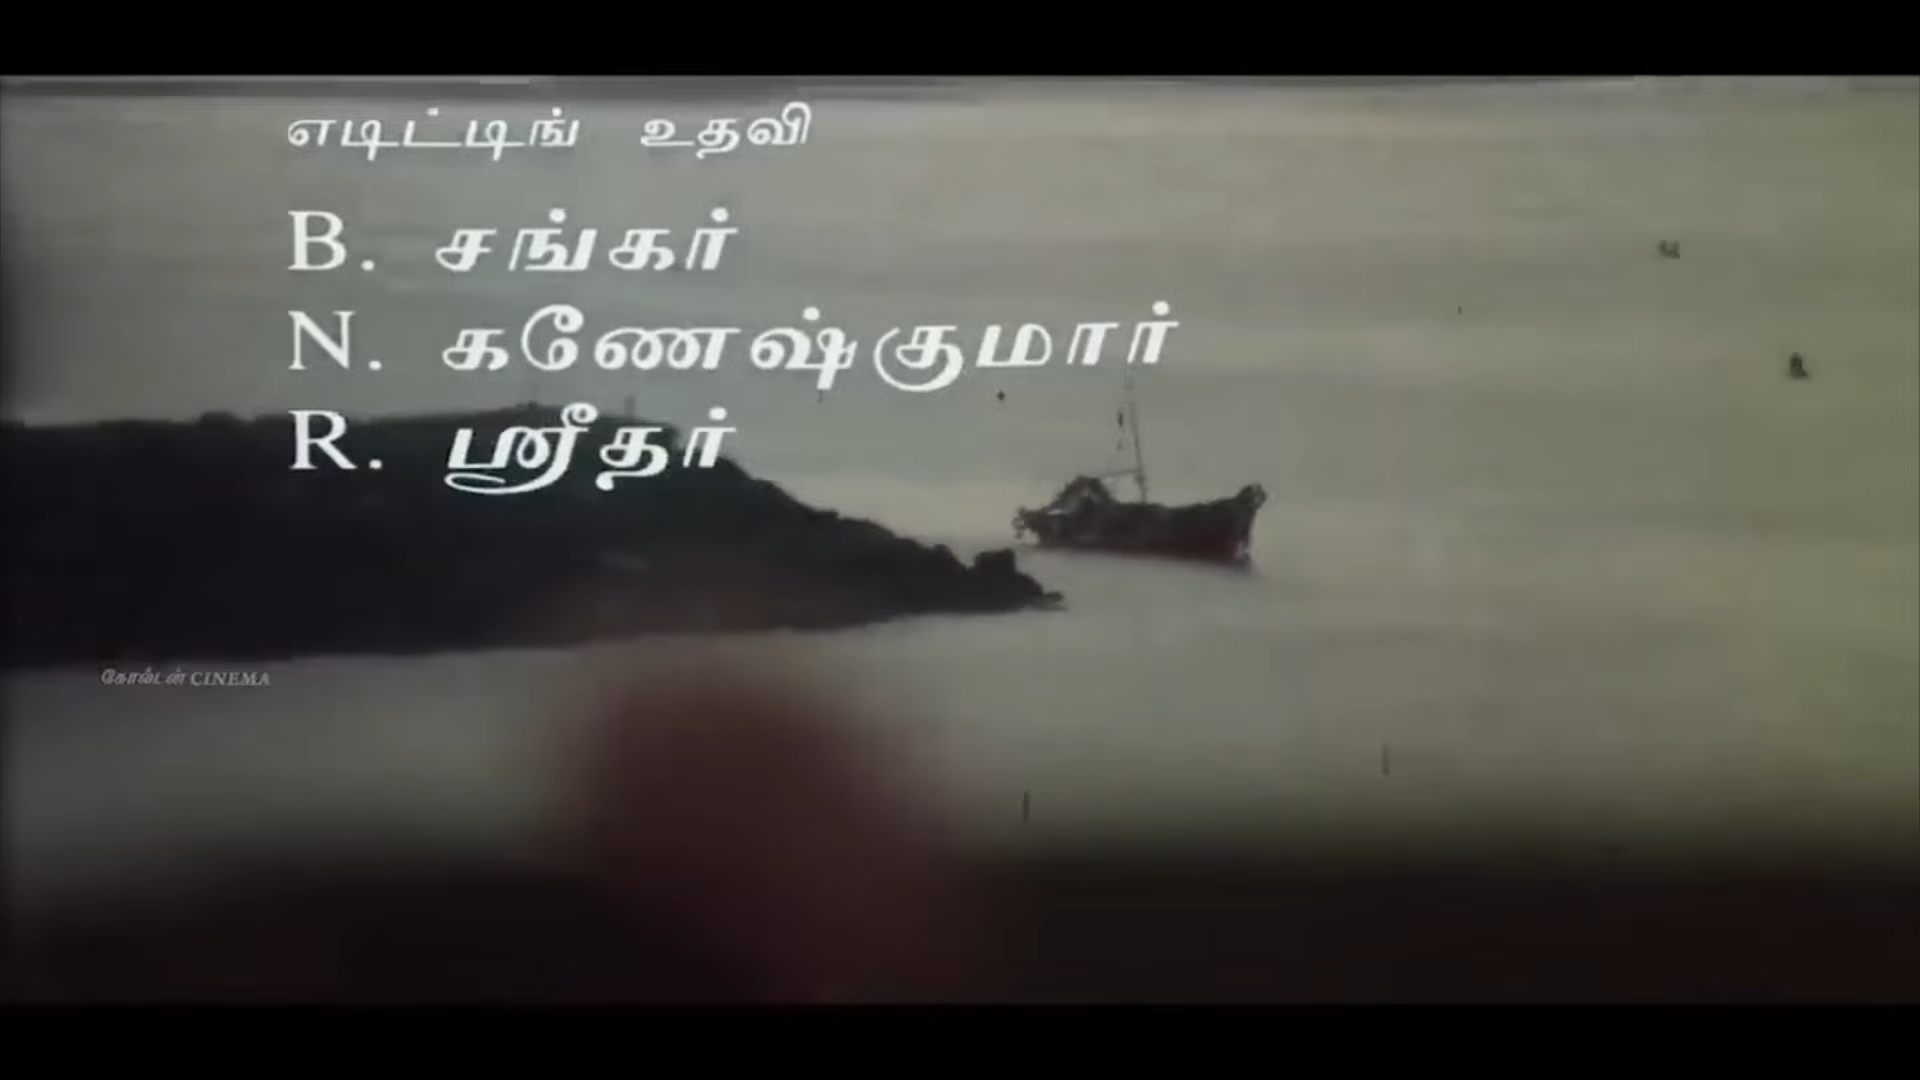 எடிட்டிங் உதவி
B. சங்கர்
N. கணேஷ்குமார்
R. ஸ்ரீதர்
கோல்டன் CINEMA